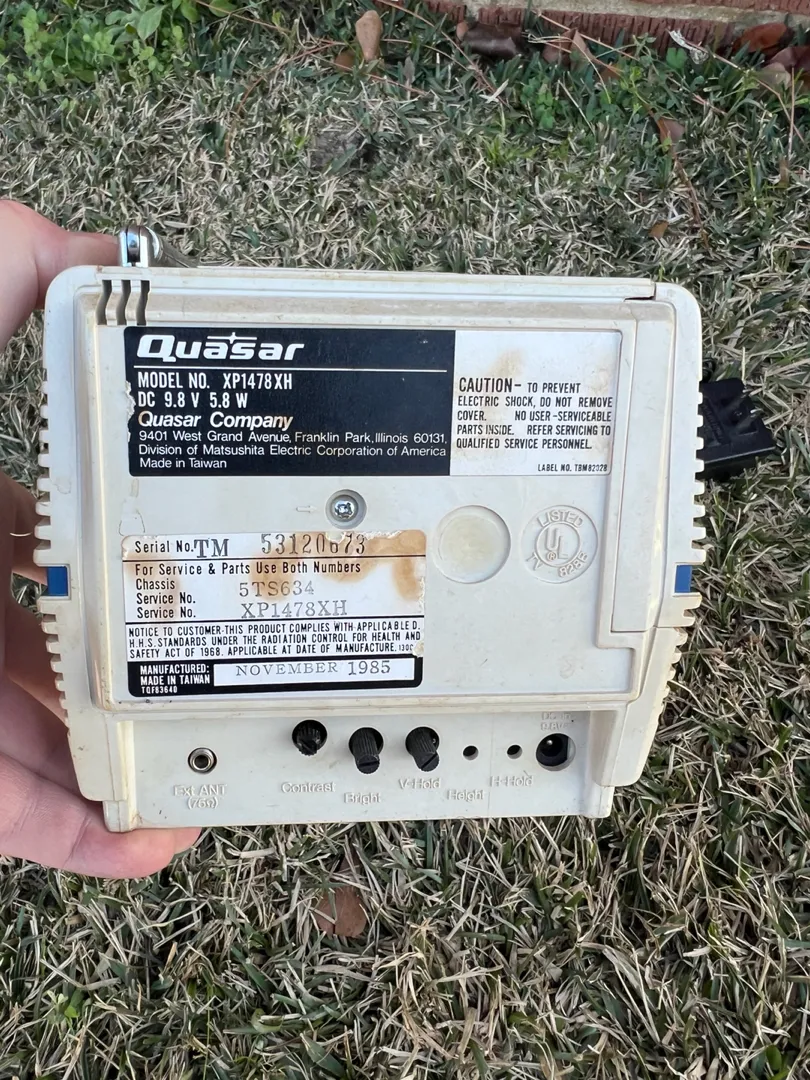 Quasar
MODEL NO. XP1478XH
DC 9.8 V 5.8 W
Quasar Company
9401 West Grand Avenue, Franklin Park, Illinois 60131,
Division of Matsushita Electric Corporation of America
Made in Taiwan
CAUTION- TO PREVENT
ELECTRIC SHOCK, DO NOT REMOVE
COVER. NO USER-SERVICEABLE
PARTS INSIDE. REFER SERVICING TO
QUALIFIED SERVICE PERSONNEL.
LABEL NO. TBM82328
LISTED
UL
TV
Serial No. TM 53120673
For Service & Parts Use Both Numbers
Chassis
Service No. 5TS634
Service No. XP1478XH
NOTICE TO CUSTOMER-THIS PRODUCT COMPLIES WITH APPLICABLE D.
H.H.S. STANDARDS UNDER THE RADIATION CONTROL FOR HEALTH AND
SAFETY ACT OF 1968. APPLICABLE AT DATE OF MANUFACTURE.
MANUFACTURED: NOVEMBER 1985
MADE IN TAIWAN
TQF83640
Ext ANT
(75Ω)
Contrast
Bright
V-Hold
Height
H-Hold